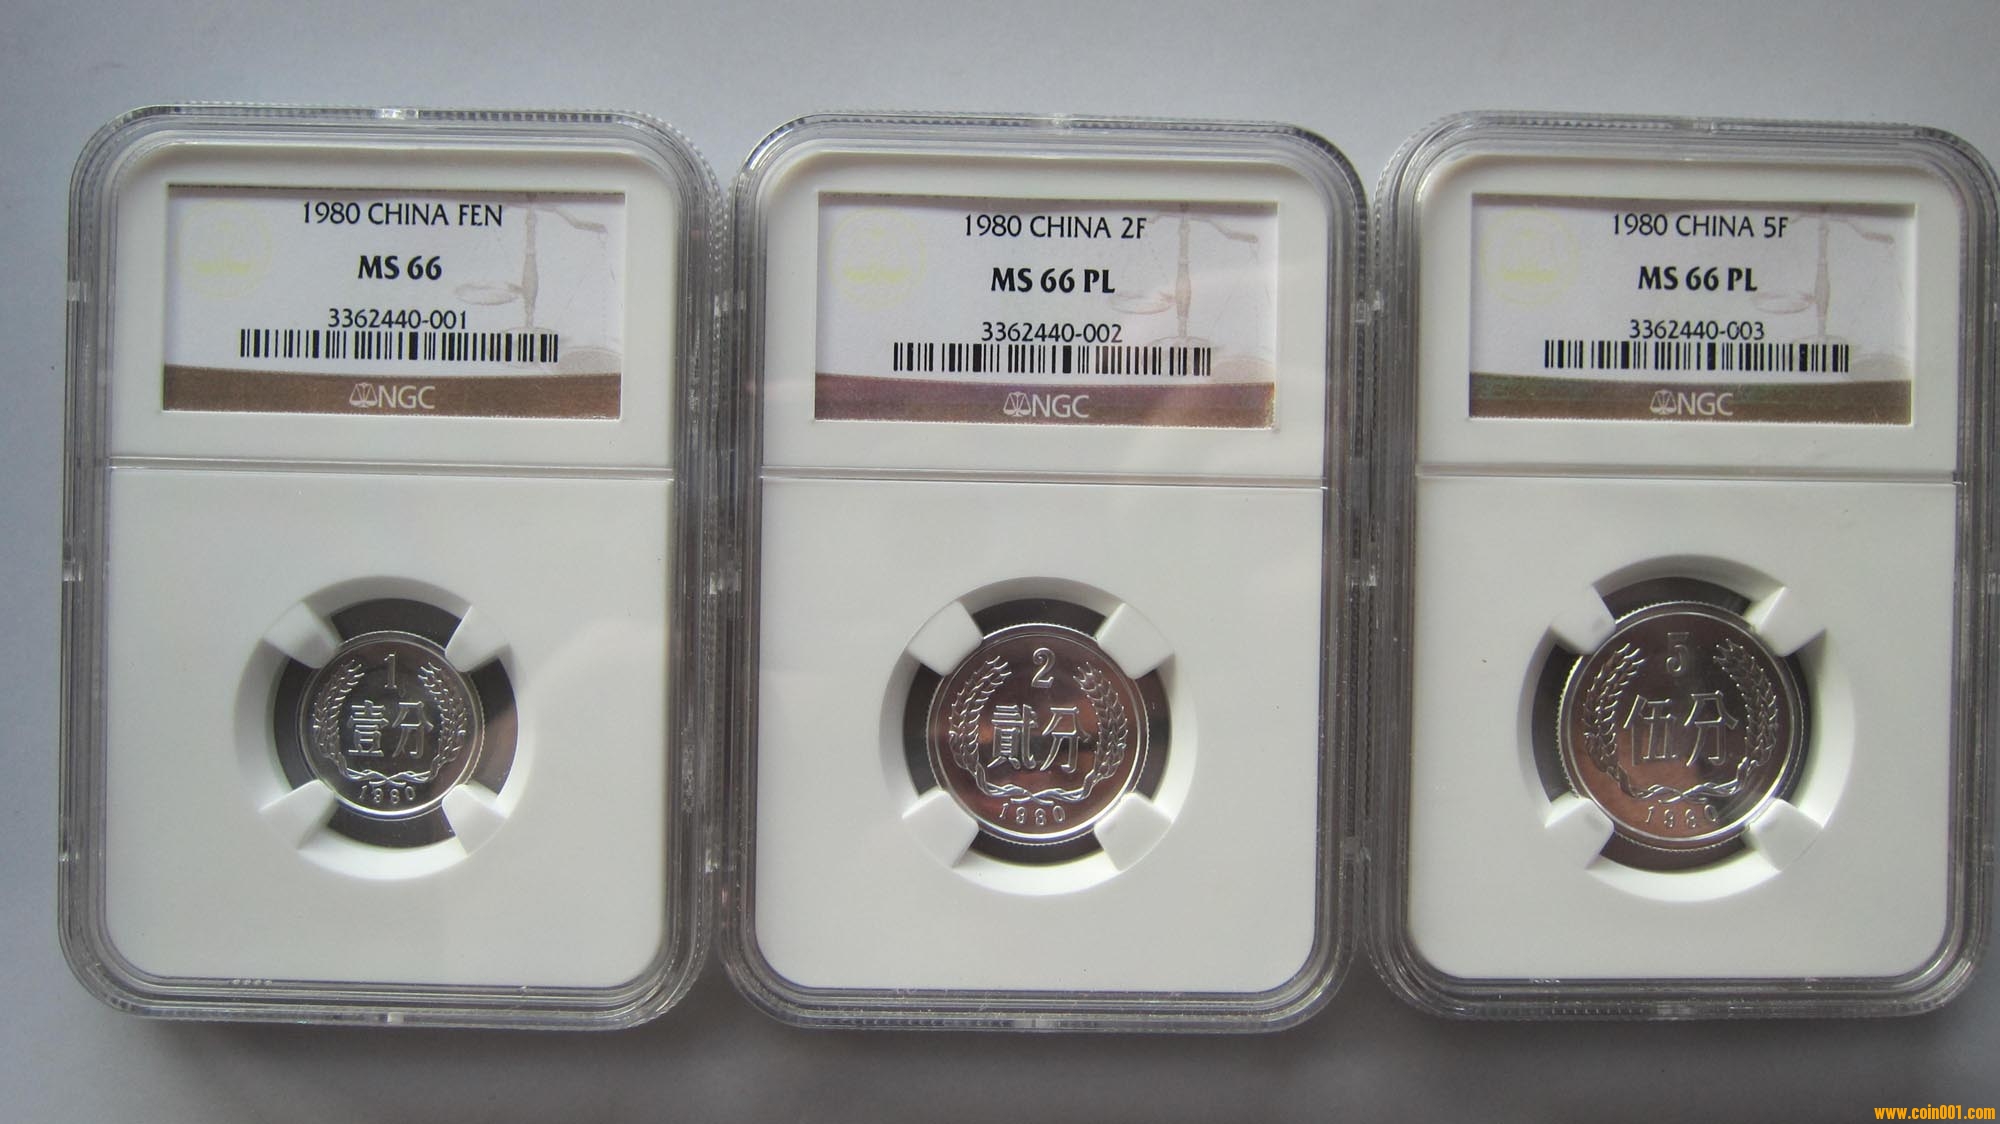 1980 CHINA FEN
MS 66
3362440-001
NGC
1
壹分
1980
1980 CHINA 2F
MS 66 PL
3362440-002
NGC
2
贰分
1980
1980 CHINA 5F
MS 66 PL
3362440-003
NGC
5
伍分
1980
www.coin001.com